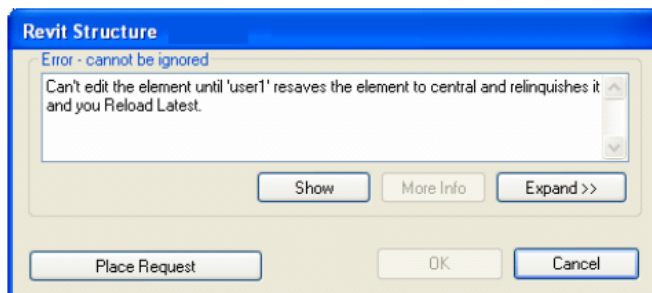 Revit Structure
Error - cannot be ignored
Can't edit the element until 'user1' resaves the element to central and relinquishes it
and you Reload Latest.
Show More Info Expand >>
Place Request OK Cancel